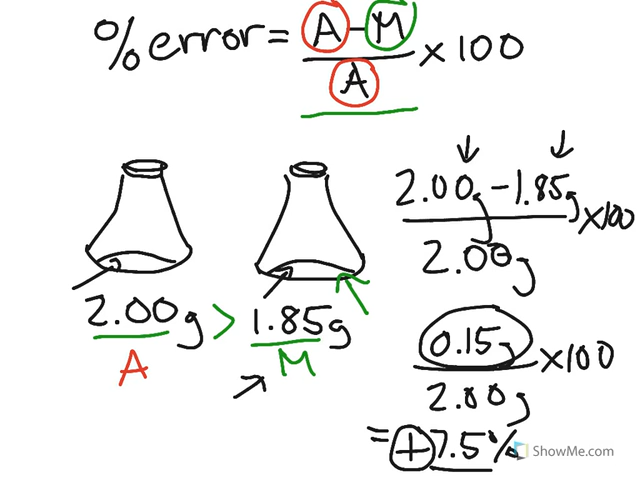 % error = A - M / A × 100
2.00g - 1.85g / 2.00g × 100
2.00g > 1.85g
A M
0.15g / 2.00g × 100
= + 7.5%
ShowMe.com